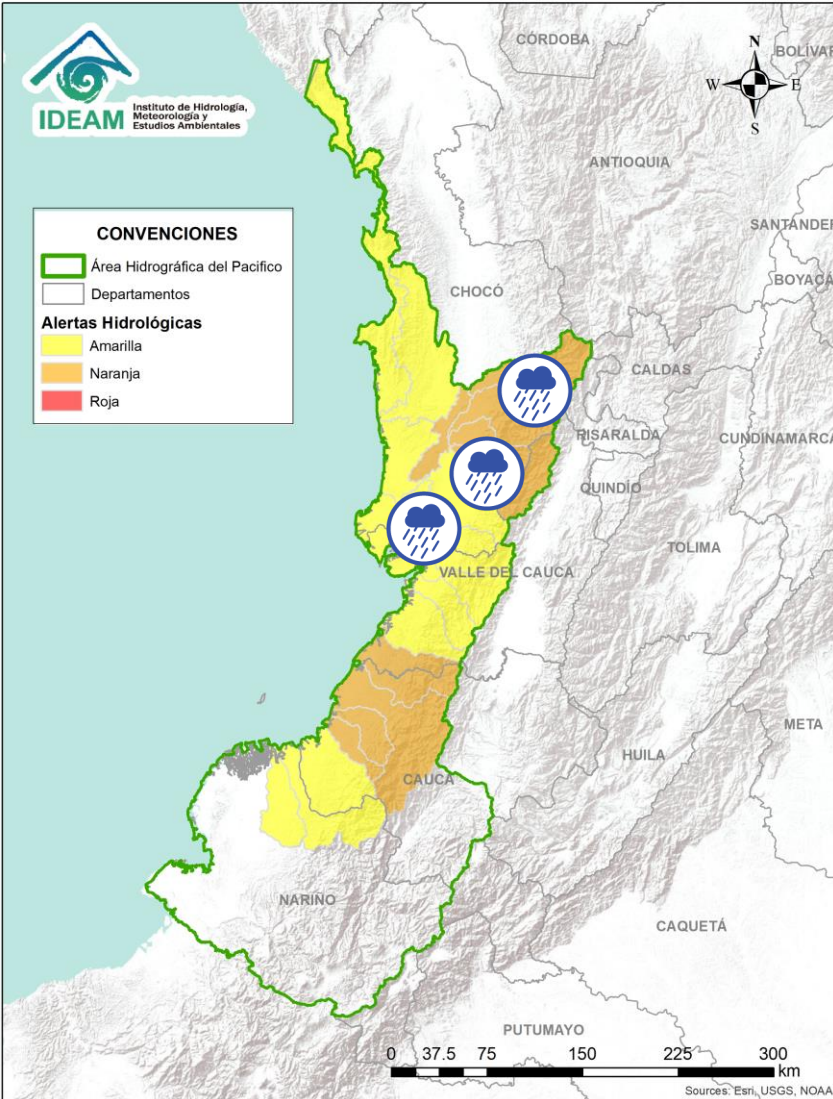 IDEAM
Instituto de Hidrología,
Meteorología y
Estudios Ambientales
CÓRDOBA
BOLÍVAR
N
W
E
S
ANTIOQUIA
SANTANDER
BOYACÁ
CONVENCIONES
Área Hidrográfica del Pacifico
Departamentos
Alertas Hidrológicas
Amarilla
Naranja
Roja
CHOCÓ
CALDAS
RISARALDA
CUNDINAMARCA
QUINDÍO
TOLIMA
VALLE DEL CAUCA
META
HUILA
CAUCA
NARIÑO
CAQUETÁ
PUTUMAYO
0 37.5 75 150 225 300
km
Sources: Esri, USGS, NOAA